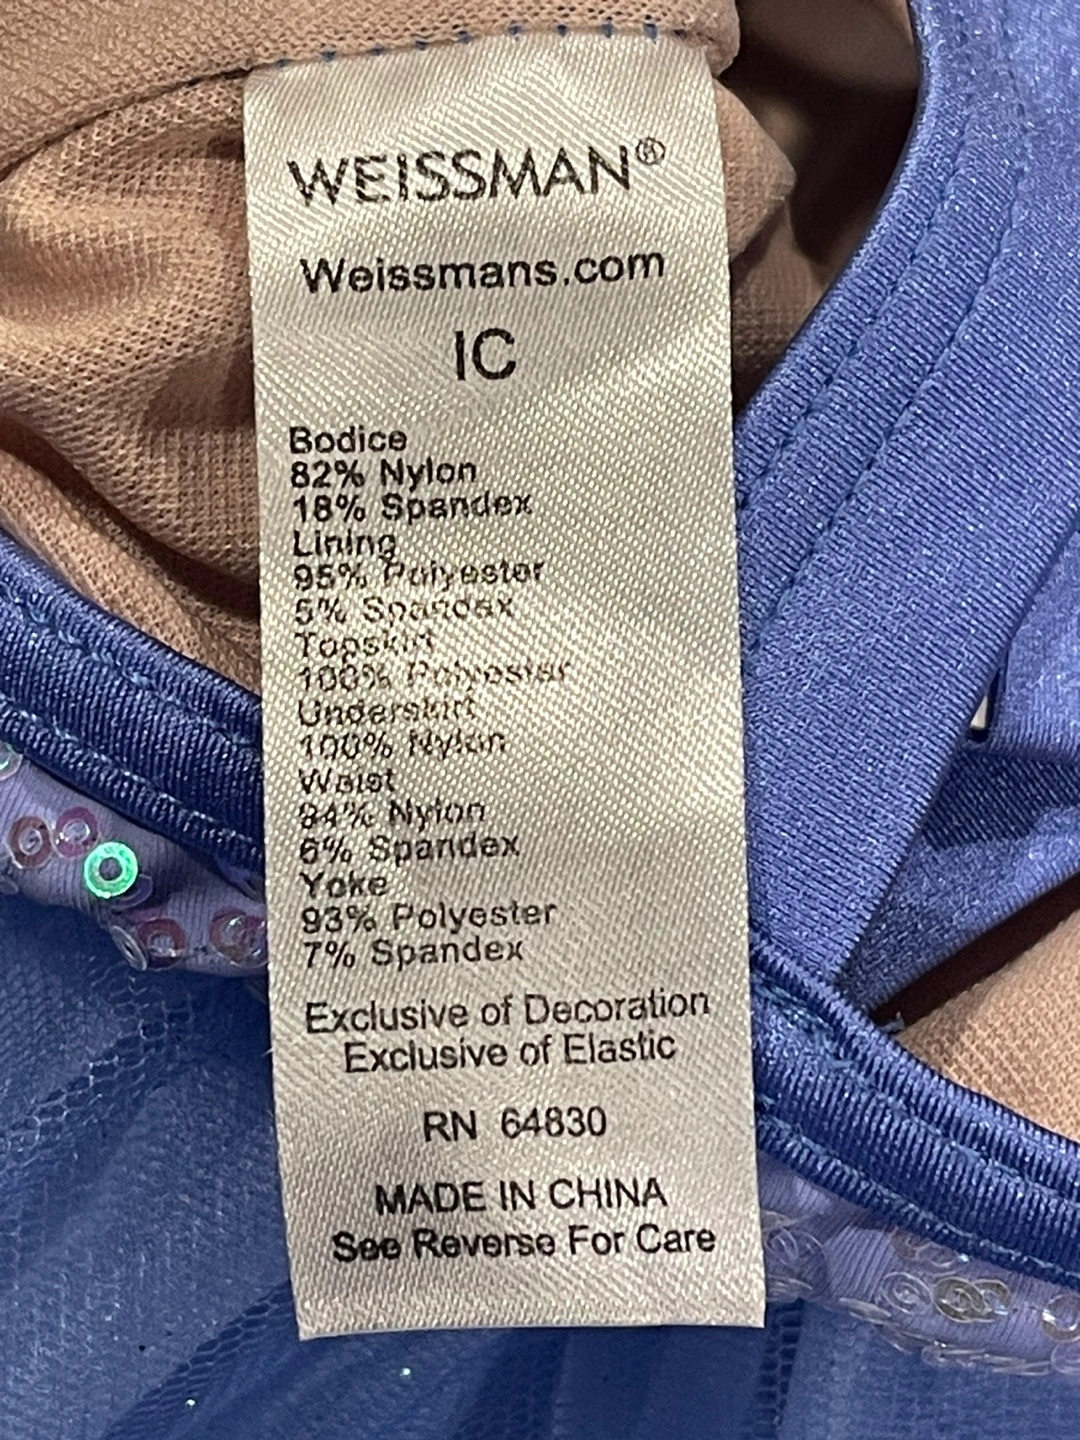 WEISSMAN®
Weissmans.com
IC
Bodice
82% Nylon
18% Spandex
Lining
95% Polyester
5% Spandex
Topskirt
100% Polyester
Underskirt
100% Nylon
Waist
94% Nylon
6% Spandex
Yoke
93% Polyester
7% Spandex
Exclusive of Decoration
Exclusive of Elastic
RN 64830
MADE IN CHINA
See Reverse For Care